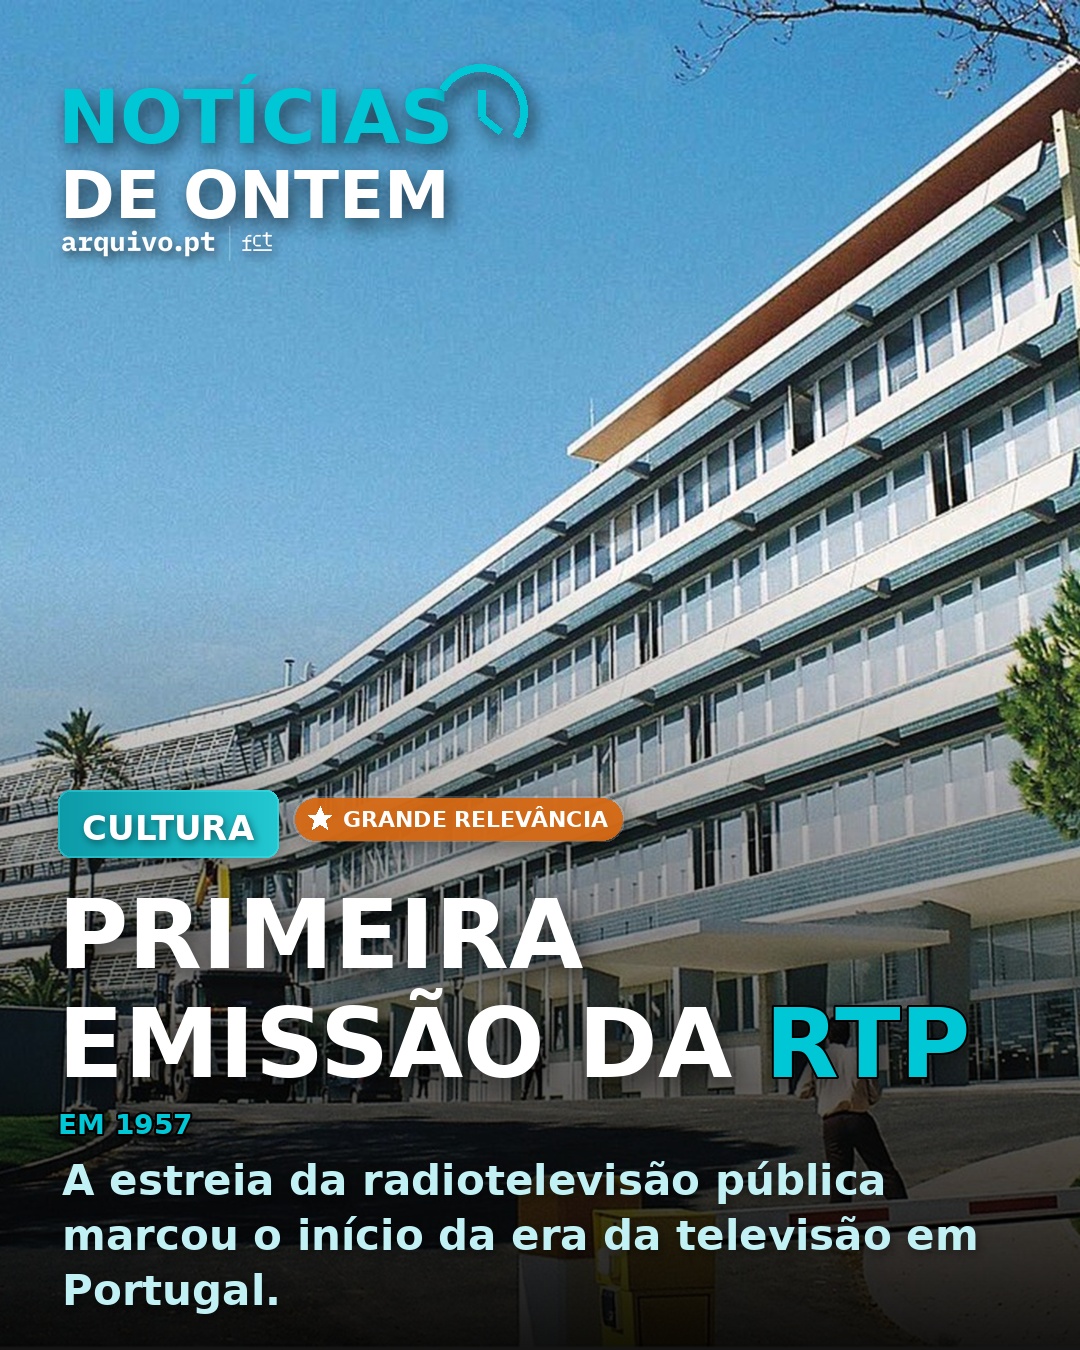 NOTÍCIAS
DE ONTEM
arquivo.pt | fct
CULTURA
GRANDE RELEVÂNCIA
PRIMEIRA
EMISSÃO DA RTP
EM 1957
A estreia da radiotelevisão pública
marcou o início da era da televisão em
Portugal.